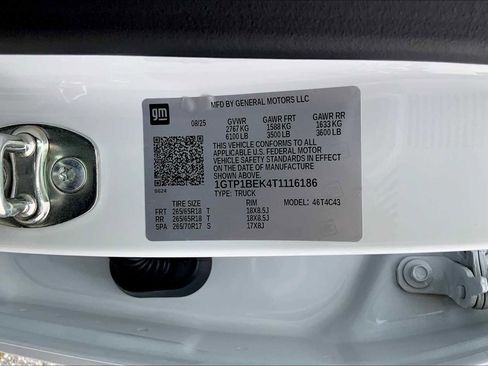 gm
MFD BY GENERAL MOTORS LLC
08/25 GVWR GAWR FRT GAWR RR
2767 KG 1588 KG 1633 KG
6100 LB 3500 LB 3600 LB
THIS VEHICLE CONFORMS TO ALL
APPLICABLE U.S. FEDERAL MOTOR
VEHICLE SAFETY STANDARDS IN EFFECT
ON THE DATE OF MANUFACTURE
SHOWN ABOVE.
1GTP1BEK4T1116186
TYPE: TRUCK MODEL: 46T4C43
TIRE SIZE RIM
FRT 265/65R18 T 18X8.5J
RR 265/65R18 T 18X8.5J
SPA 265/70R17 S 17X8J